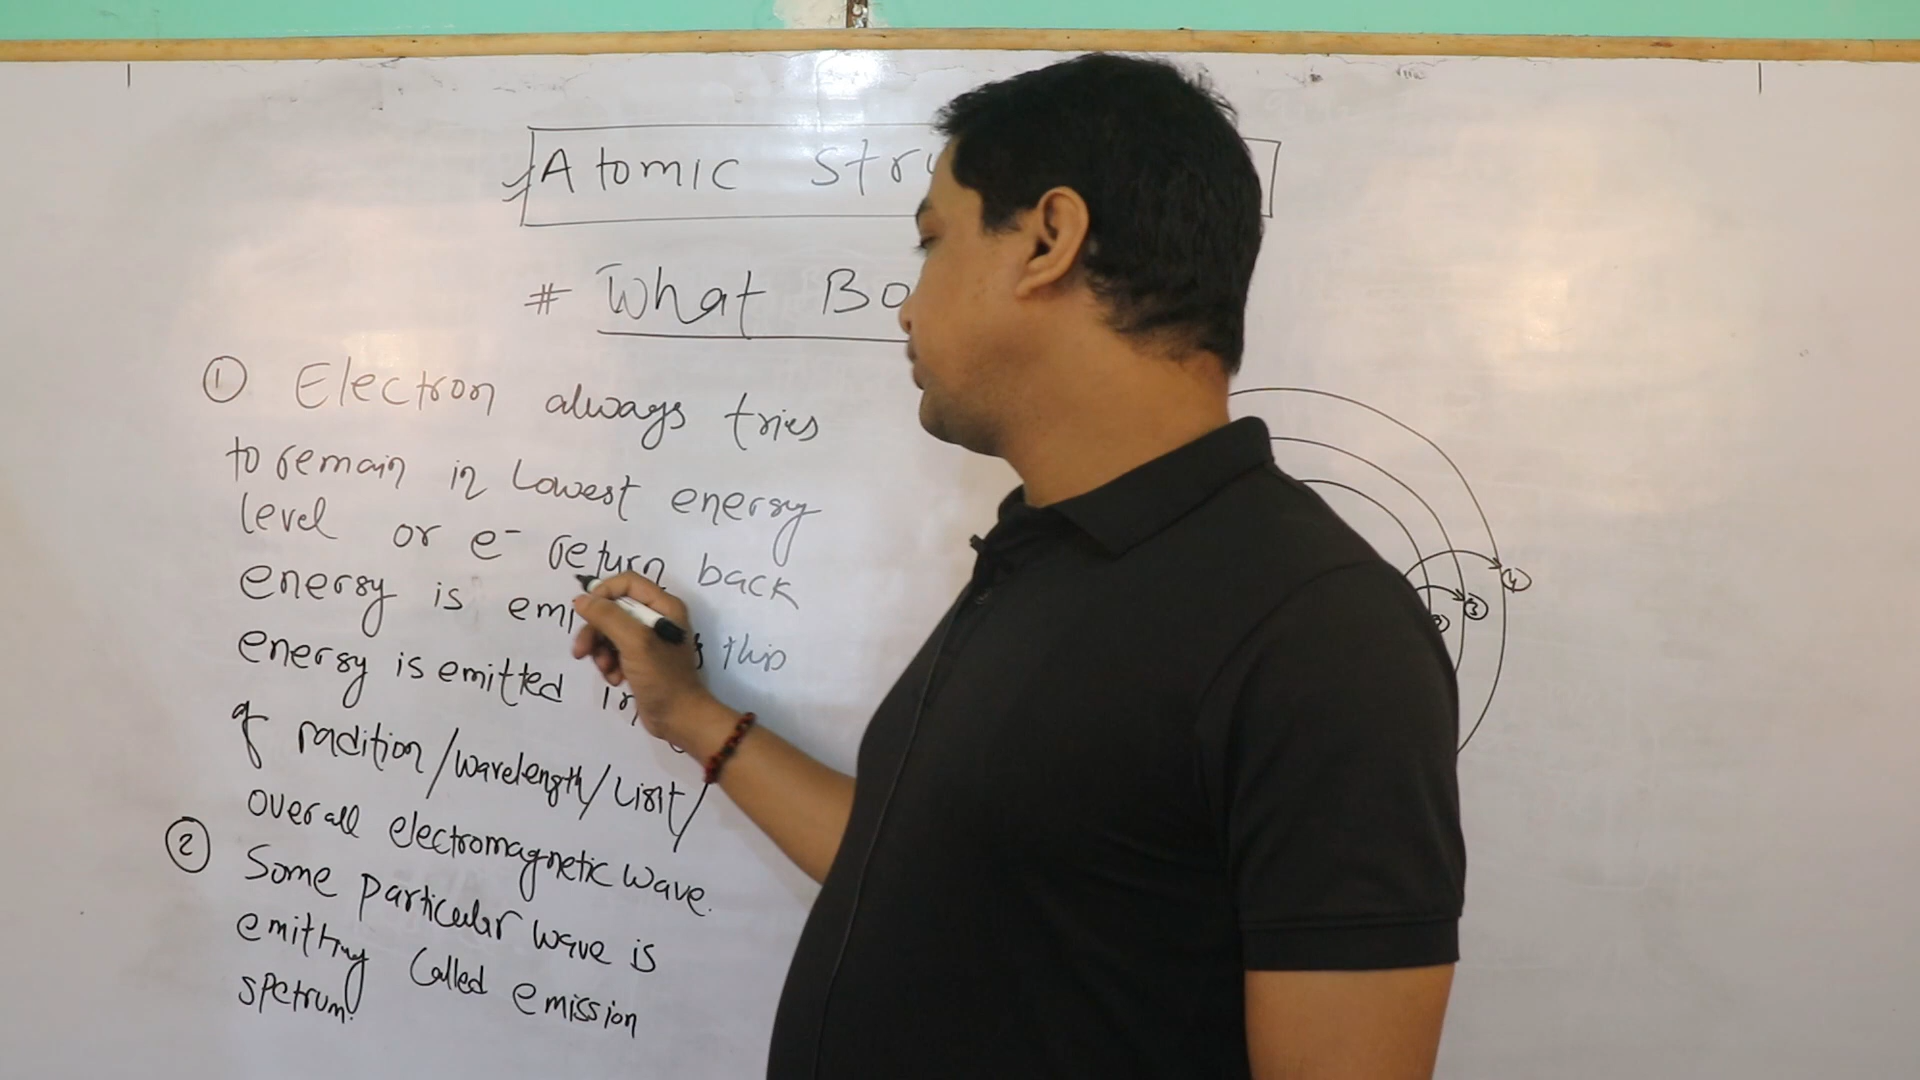 Atomic Stru
# What Bo
① Electron always tries
to remain in Lowest energy
level or e⁻ return back
energy is emi this
energy is emitted in
of radition/wavelength/Light/
overall electromagnetic wave.
② Some particular wave is
emitting Called emission
spctrum.
④
③